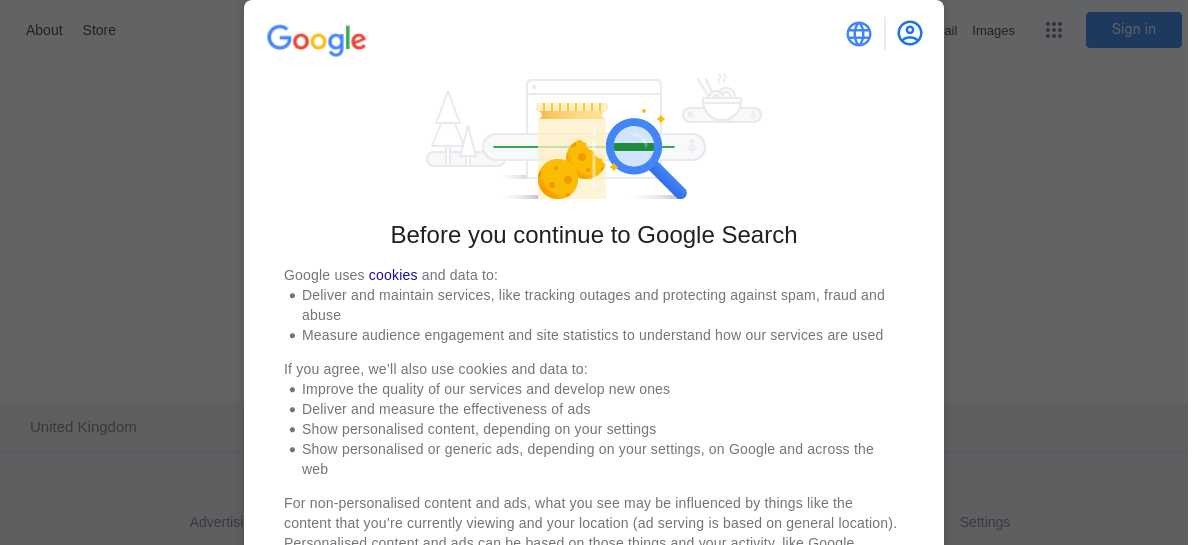 About Store
Google
ail Images
Sign in
Before you continue to Google Search
Google uses cookies and data to:
• Deliver and maintain services, like tracking outages and protecting against spam, fraud and
abuse
• Measure audience engagement and site statistics to understand how our services are used
If you agree, we’ll also use cookies and data to:
• Improve the quality of our services and develop new ones
• Deliver and measure the effectiveness of ads
• Show personalised content, depending on your settings
• Show personalised or generic ads, depending on your settings, on Google and across the
web
United Kingdom
For non-personalised content and ads, what you see may be influenced by things like the
content that you’re currently viewing and your location (ad serving is based on general location).
Personalised content and ads can be based on those things and your activity, like Google
Advertisi
Settings